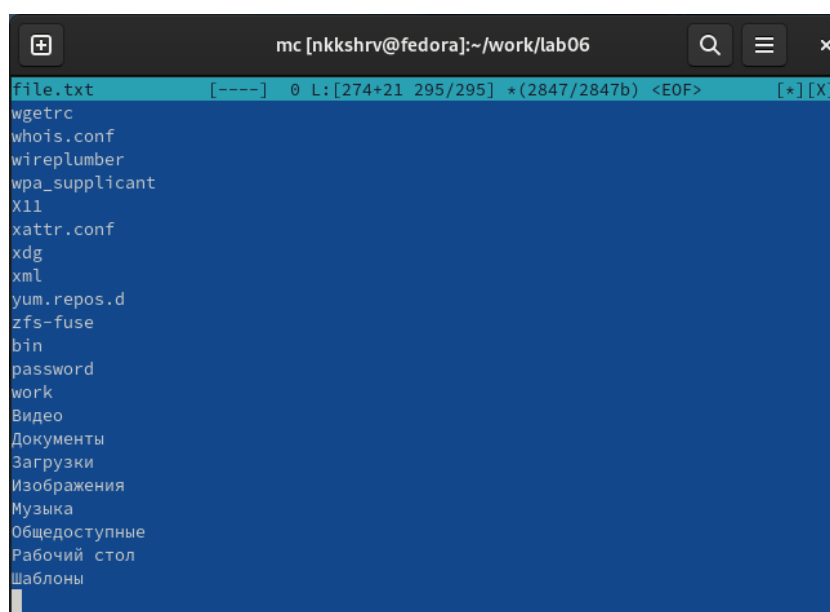 mc [nkkshrv@fedora]:~/work/lab06
file.txt [----] 0 L:[274+21 295/295] *(2847/2847b) <EOF> [*][X]
wgetrc
whois.conf
wireplumber
wpa_supplicant
X11
xattr.conf
xdg
xml
yum.repos.d
zfs-fuse
bin
password
work
Видео
Документы
Загрузки
Изображения
Музыка
Общедоступные
Рабочий стол
Шаблоны